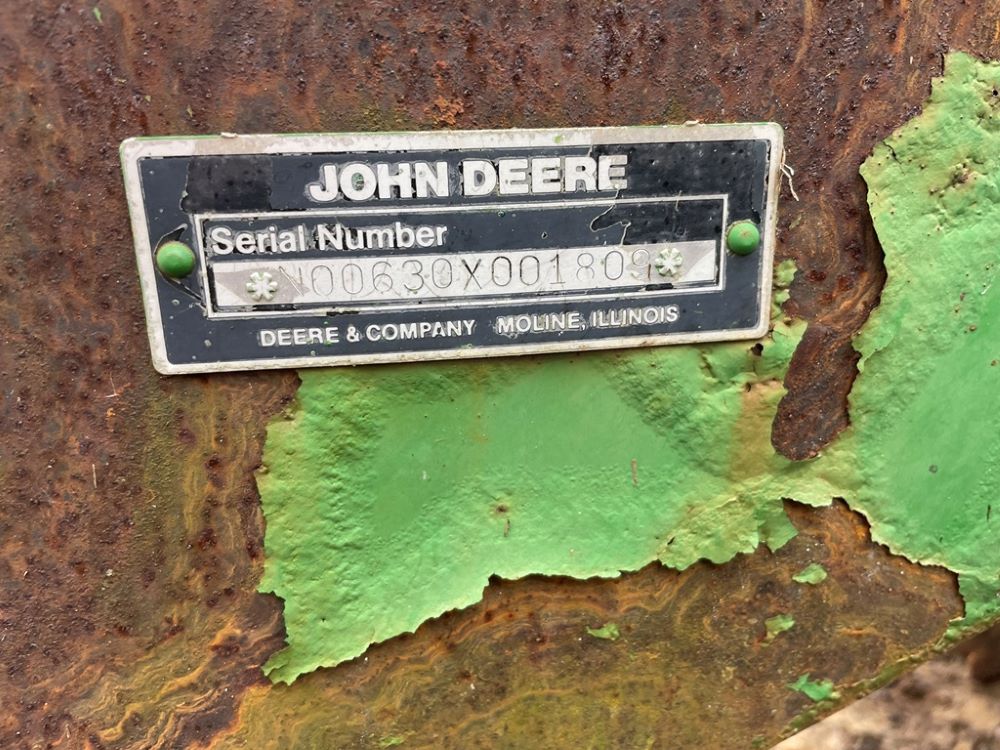 JOHN DEERE
Serial Number
*N00630X001809*
DEERE & COMPANY MOLINE, ILLINOIS